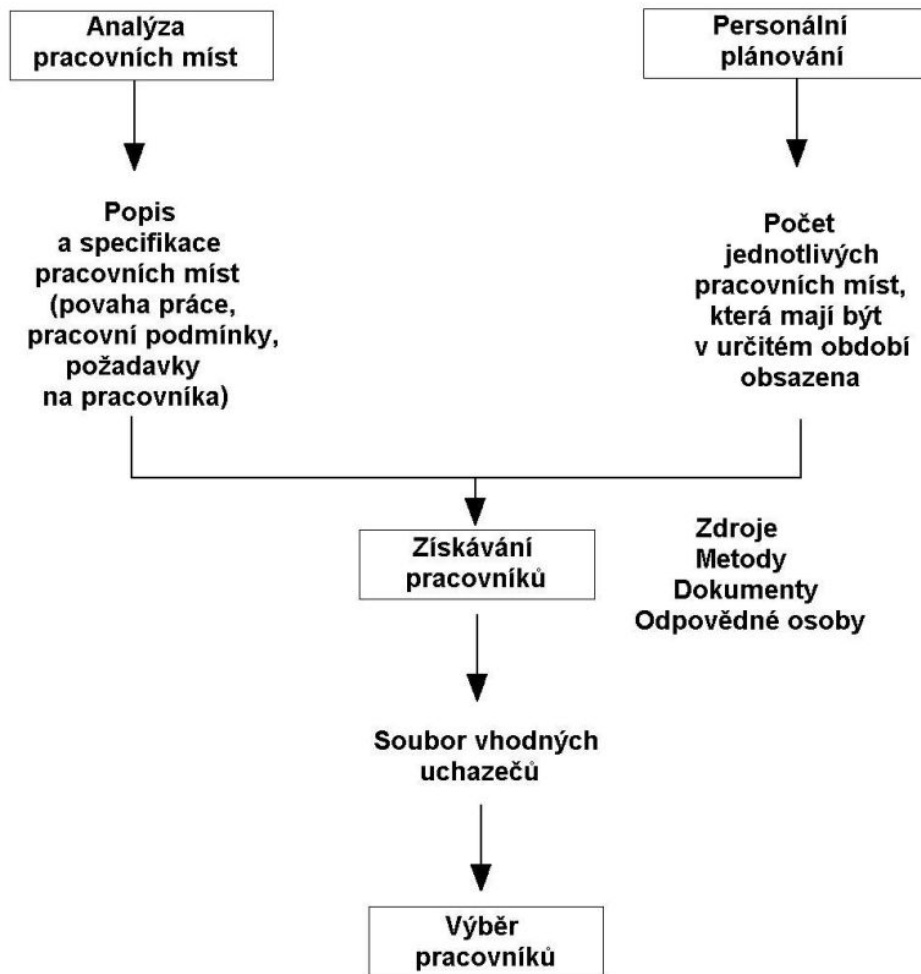 Analýza
pracovních míst
Personální
plánování
Popis
a specifikace
pracovních míst
(povaha práce,
pracovní podmínky,
požadavky
na pracovníka)
Počet
jednotlivých
pracovních míst,
která mají být
v určitém období
obsazena
Získávání
pracovníků
Zdroje
Metody
Dokumenty
Odpovědné osoby
Soubor vhodných
uchazečů
Výběr
pracovníků